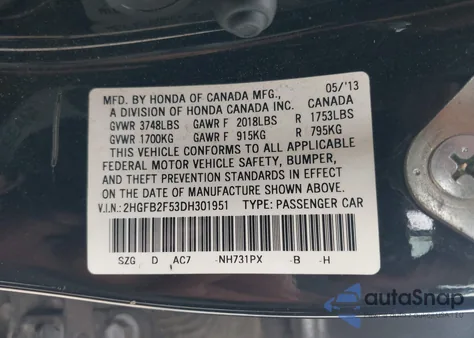 MFD. BY HONDA OF CANADA MFG., 05/'13
A DIVISION OF HONDA CANADA INC. CANADA
GVWR 3748LBS GAWR F 2018LBS R 1753LBS
GVWR 1700KG GAWR F 915KG R 795KG
THIS VEHICLE CONFORMS TO ALL APPLICABLE
FEDERAL MOTOR VEHICLE SAFETY, BUMPER,
AND THEFT PREVENTION STANDARDS IN EFFECT
ON THE DATE OF MANUFACTURE SHOWN ABOVE.
V.I.N.: 2HGFB2F53DH301951 TYPE: PASSENGER CAR
SZG D AC7 -NH731PX -B -H
autoSnap